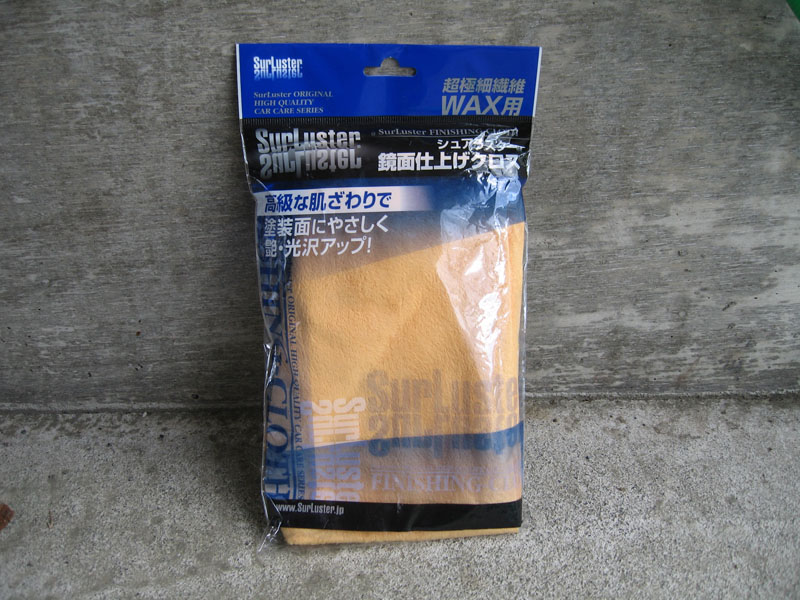 SurLuster
SurLuster ORIGINAL
HIGH QUALITY
CAR CARE SERIES
超極細繊維
WAX用
SurLuster FINISHING CLOTH
SurLuster
シュアラスター
鏡面仕上げクロス
高級な肌ざわりで
塗装面にやさしく
艶・光沢アップ!
SurLuster
SurLuster
FINISHING
www.SurLuster.jp